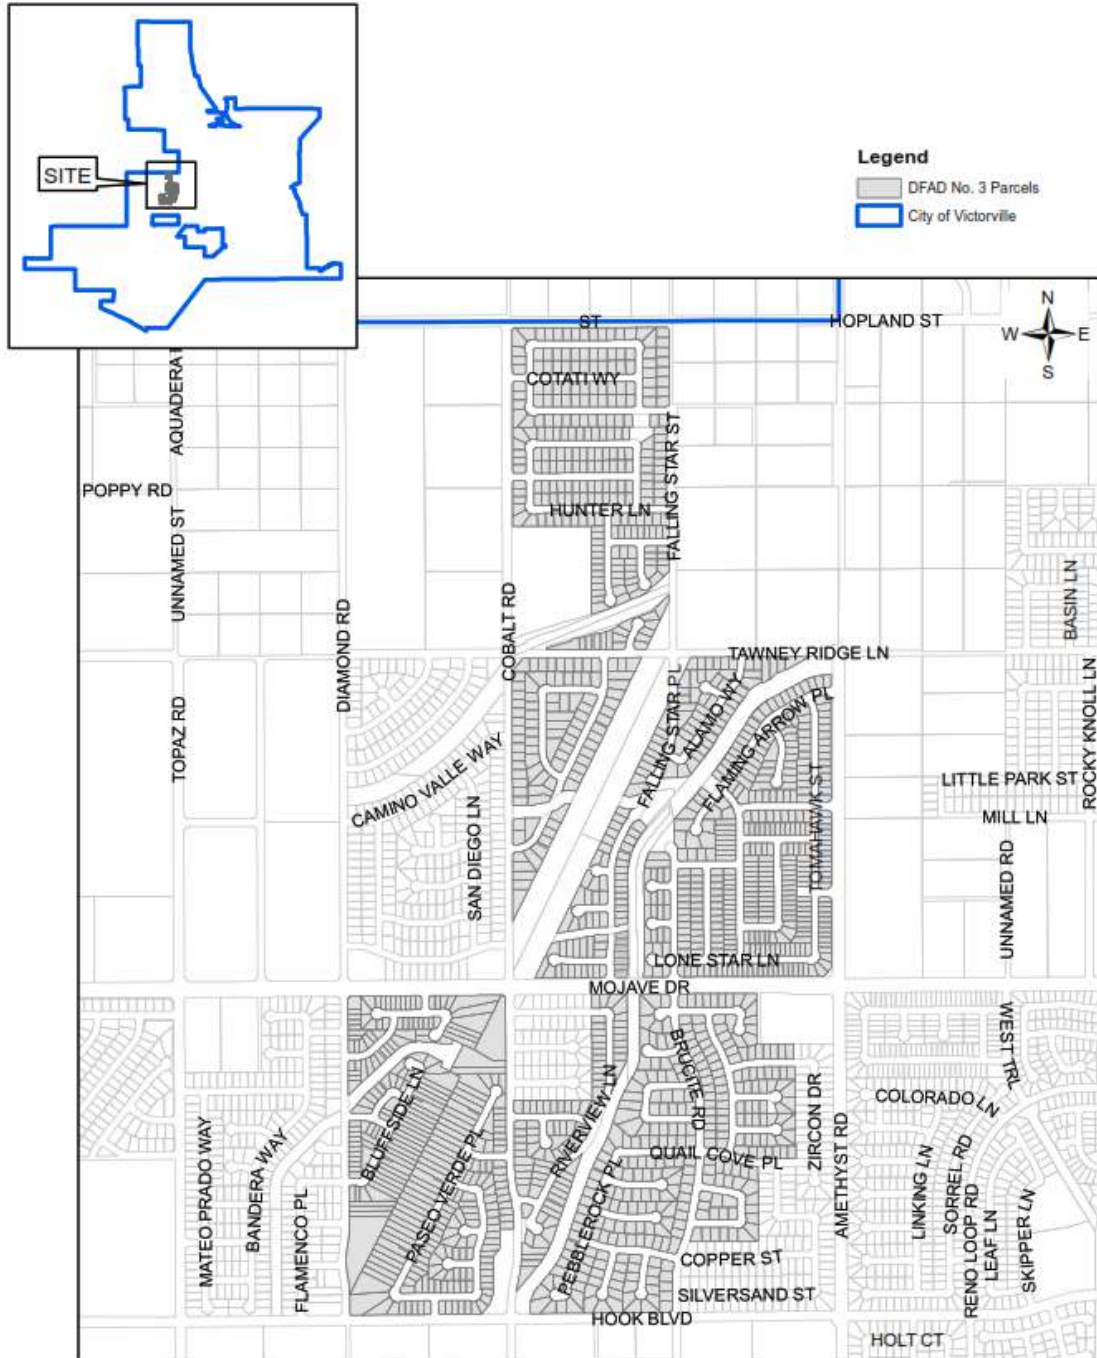 SITE
Legend
DFAD No. 3 Parcels
City of Victorville
N
W E
S
ST
HOPLAND ST
COTATI WY
AQUADERA
FALLING STAR ST
POPPY RD
HUNTER LN
UNNAMED ST
BASIN LN
DIAMOND RD
COBALT RD
TAWNEY RIDGE LN
TOPAZ RD
FALLING STAR PL
ALAMO WY
FLAMING ARROW PL
ROCKY KNOLL LN
CAMINO VALLE WAY
LITTLE PARK ST
MILL LN
SAN DIEGO LN
TOMAHAWK ST
UNNAMED RD
LONE STAR LN
MOJAVE DR
BRUCITE RD
WEST TRL
BLUFFSIDE LN
RIVERVIEW LN
ZIRCON DR
COLORADO LN
MATEO PRADO WAY
BANDERA WAY
PASEO VERDE PL
QUAIL COVE PL
AMETHYST RD
LINKING LN
SORREL RD
FLAMENCO PL
PEBBLEROCK PL
RENO LOOP RD
LEAF LN
SKIPPER LN
COPPER ST
SILVERSAND ST
HOOK BLVD
HOLT CT